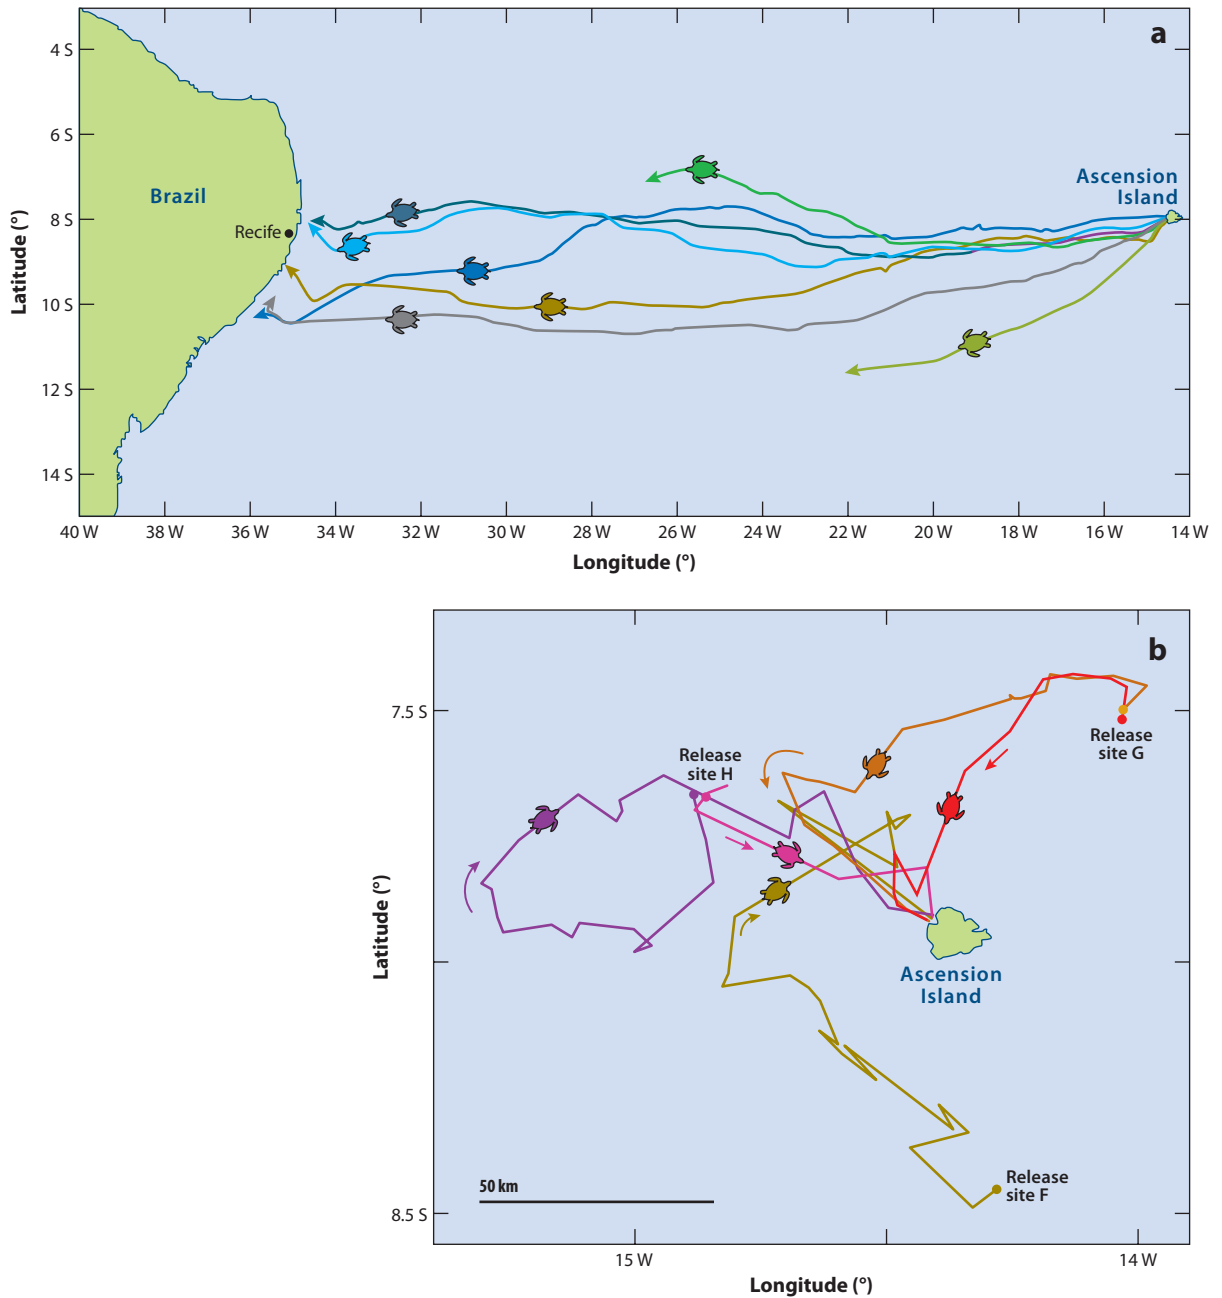 a
4 S
6 S
8 S
10 S
12 S
14 S
Latitude (°)
Brazil
Recife
Ascension
Island
40 W
38 W
36 W
34 W
32 W
30 W
28 W
26 W
24 W
22 W
20 W
18 W
16 W
14 W
Longitude (°)
b
7.5 S
8.5 S
Latitude (°)
Release
site G
Release
site H
Ascension
Island
Release
site F
50 km
15 W
14 W
Longitude (°)